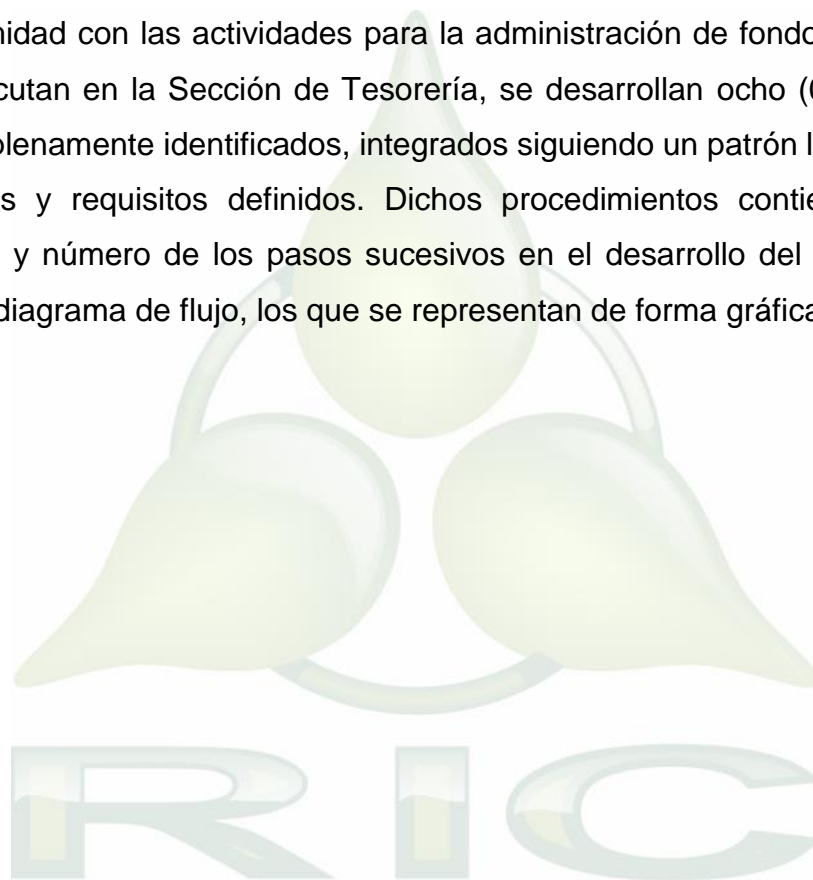 nidad con las actividades para la administración de fondo
cutan en la Sección de Tesorería, se desarrollan ocho (
plenamente identificados, integrados siguiendo un patrón l
s y requisitos definidos. Dichos procedimientos contie
y número de los pasos sucesivos en el desarrollo del
diagrama de flujo, los que se representan de forma gráfica
RIC